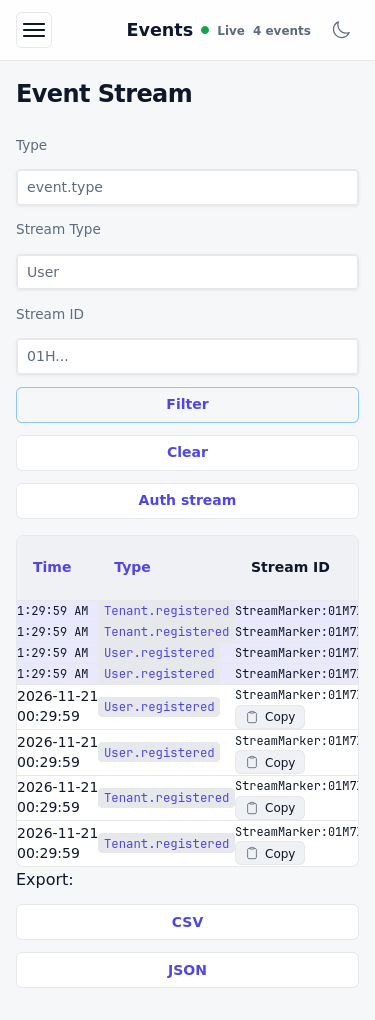 Events Live 4 events
Event Stream
Type
event.type
Stream Type
User
Stream ID
01H...
Filter
Clear
Auth stream
Time Type Stream ID
1:29:59 AM Tenant.registered StreamMarker:01M7
1:29:59 AM Tenant.registered StreamMarker:01M7
1:29:59 AM User.registered StreamMarker:01M7
1:29:59 AM User.registered StreamMarker:01M7
2026-11-21 00:29:59 User.registered StreamMarker:01M7
Copy
2026-11-21 00:29:59 User.registered StreamMarker:01M7
Copy
2026-11-21 00:29:59 Tenant.registered StreamMarker:01M7
Copy
2026-11-21 00:29:59 Tenant.registered StreamMarker:01M7
Copy
Export:
CSV
JSON